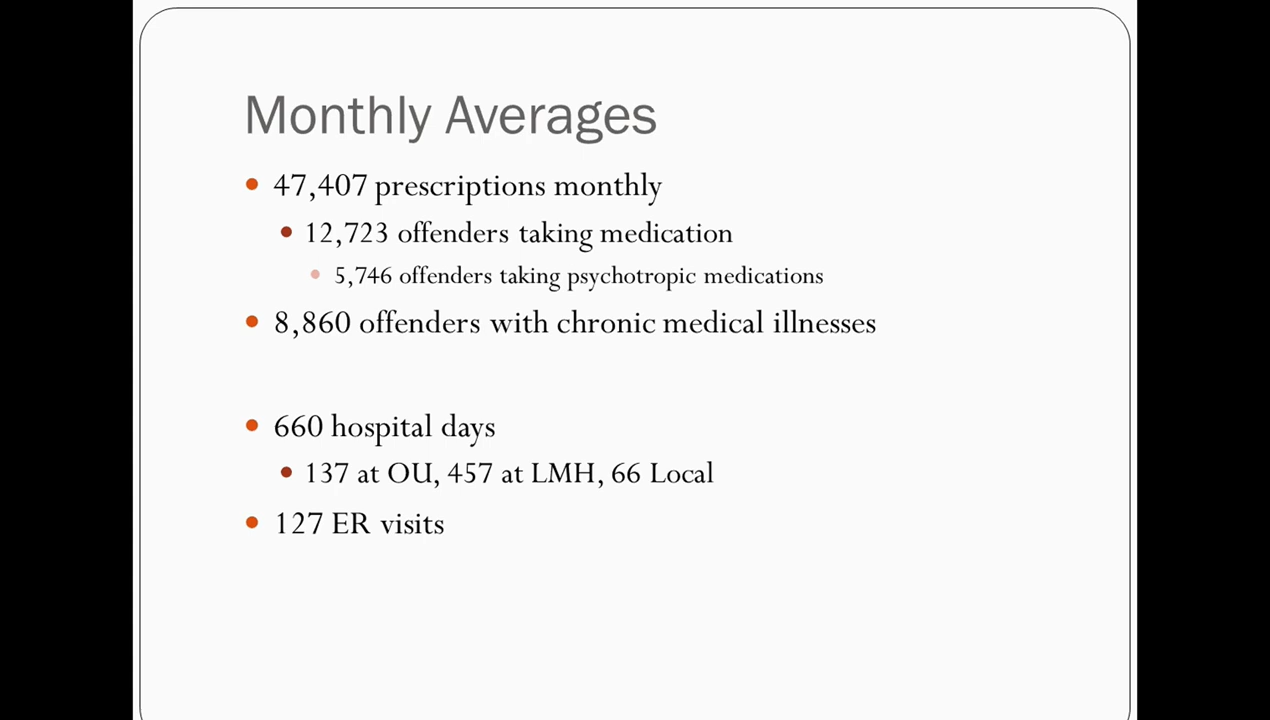 Monthly Averages
47,407 prescriptions monthly
12,723 offenders taking medication
5,746 offenders taking psychotropic medications
8,860 offenders with chronic medical illnesses
660 hospital days
137 at OU, 457 at LMH, 66 Local
127 ER visits